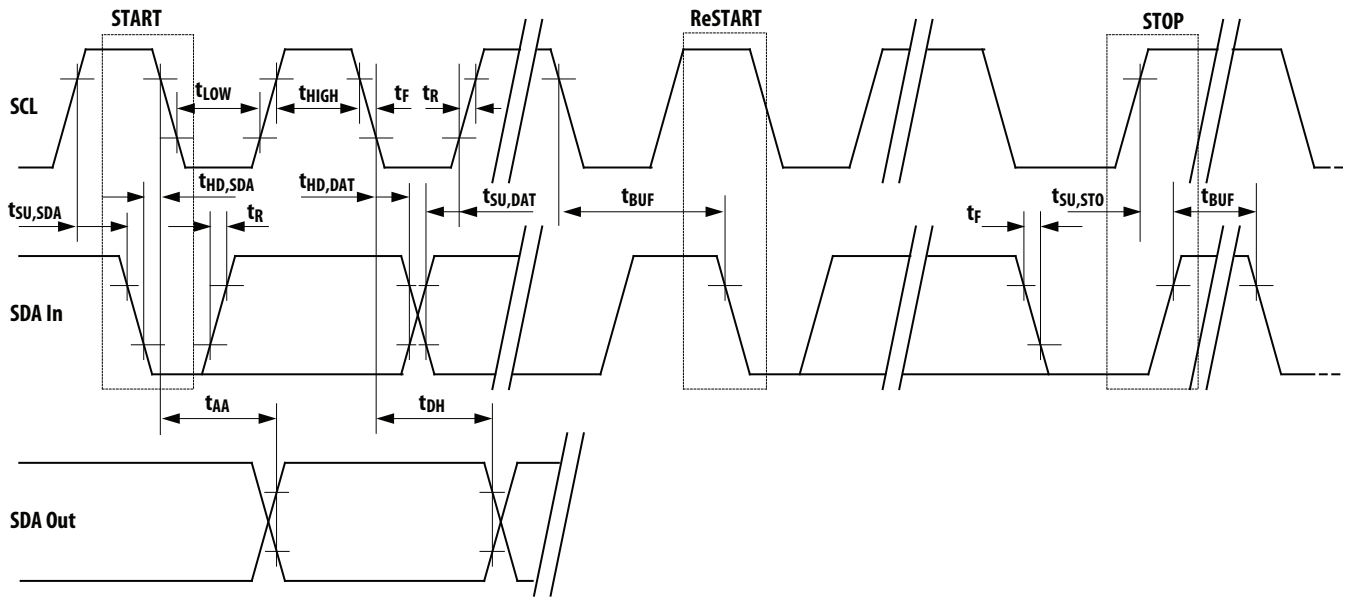 START ReSTART STOP
tLOW tHIGH tF tR
SCL
tHD,SDA tHD,DAT tSU,DAT tBUF tSU,STO tBUF
tSU,SDA tR tF
SDA In
tAA tDH
SDA Out